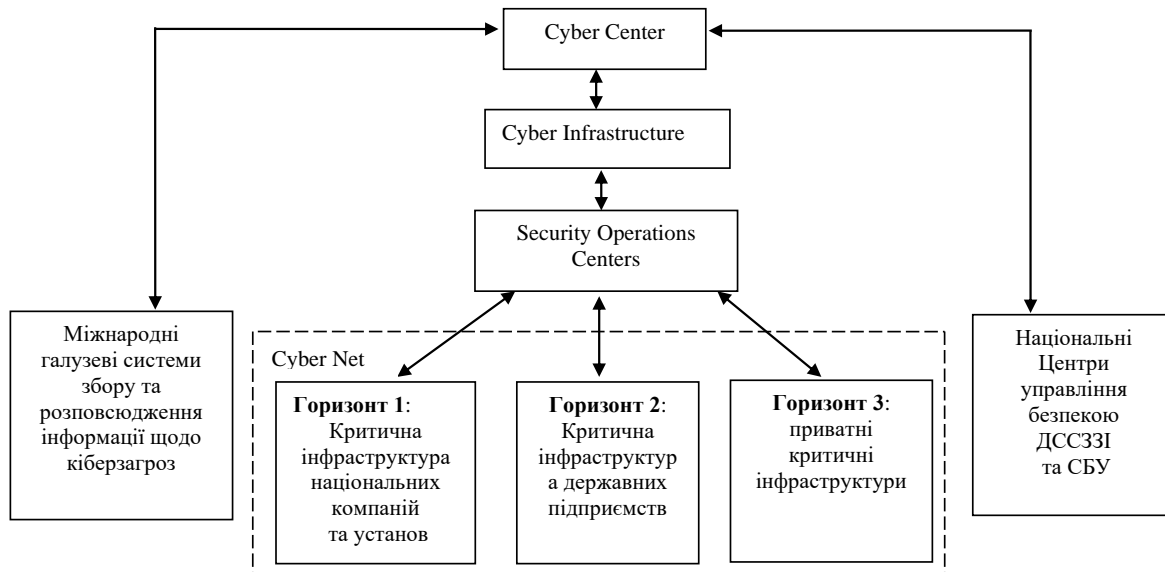 Cyber Center
Cyber Infrastructure
Security Operations
Centers
Міжнародні
галузеві системи
збору та
розповсюдження
інформації щодо
кіберзагроз
Cyber Net
Горизонт 1:
Критична
інфраструктура
національних
компаній
та установ
Горизонт 2:
Критична
інфраструктур
а державних
підприємств
Горизонт 3:
приватні
критичні
інфраструктури
Національні
Центри
управління
безпекою
ДССЗЗІ
та СБУ